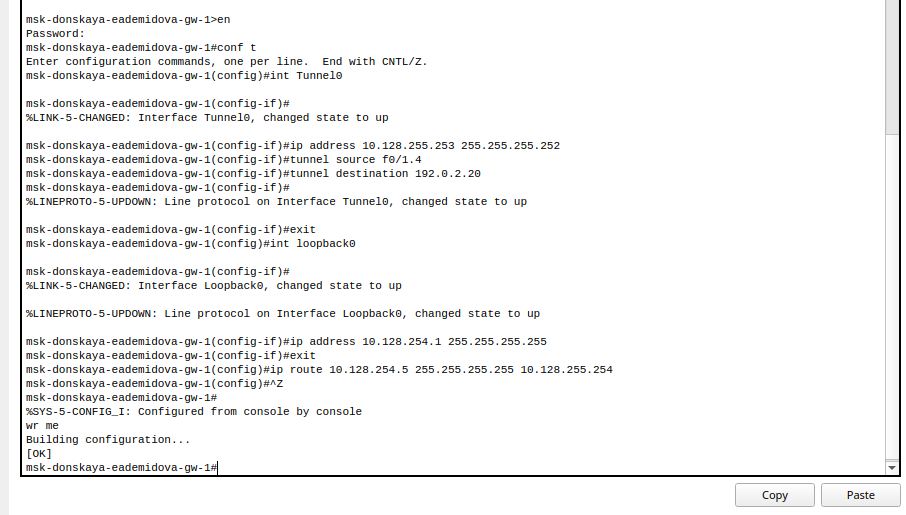 msk-donskaya-eademidova-gw-1>en
Password:
msk-donskaya-eademidova-gw-1#conf t
Enter configuration commands, one per line.  End with CNTL/Z.
msk-donskaya-eademidova-gw-1(config)#int Tunnel0
msk-donskaya-eademidova-gw-1(config-if)#
%LINK-5-CHANGED: Interface Tunnel0, changed state to up
msk-donskaya-eademidova-gw-1(config-if)#ip address 10.128.255.253 255.255.255.252
msk-donskaya-eademidova-gw-1(config-if)#tunnel source f0/1.4
msk-donskaya-eademidova-gw-1(config-if)#tunnel destination 192.0.2.20
msk-donskaya-eademidova-gw-1(config-if)#
%LINEPROTO-5-UPDOWN: Line protocol on Interface Tunnel0, changed state to up
msk-donskaya-eademidova-gw-1(config-if)#exit
msk-donskaya-eademidova-gw-1(config)#int loopback0
msk-donskaya-eademidova-gw-1(config-if)#
%LINK-5-CHANGED: Interface Loopback0, changed state to up
%LINEPROTO-5-UPDOWN: Line protocol on Interface Loopback0, changed state to up
msk-donskaya-eademidova-gw-1(config-if)#ip address 10.128.254.1 255.255.255.255
msk-donskaya-eademidova-gw-1(config-if)#exit
msk-donskaya-eademidova-gw-1(config)#ip route 10.128.254.5 255.255.255.255 10.128.255.254
msk-donskaya-eademidova-gw-1(config)#^Z
msk-donskaya-eademidova-gw-1#
%SYS-5-CONFIG_I: Configured from console by console
wr me
Building configuration...
[OK]
msk-donskaya-eademidova-gw-1#
Copy Paste